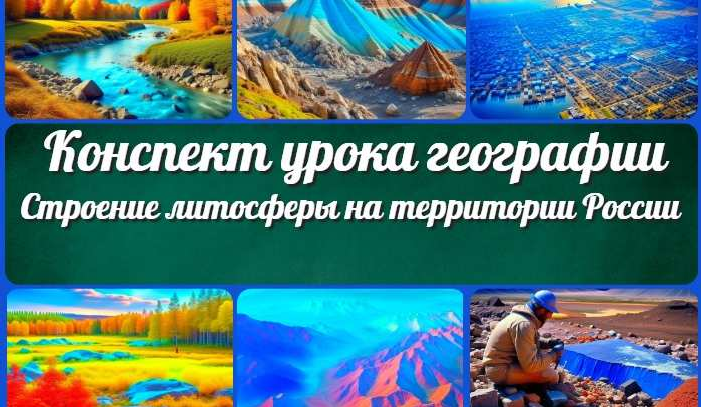 Конспект урока географии
Строение литосферы на территории России